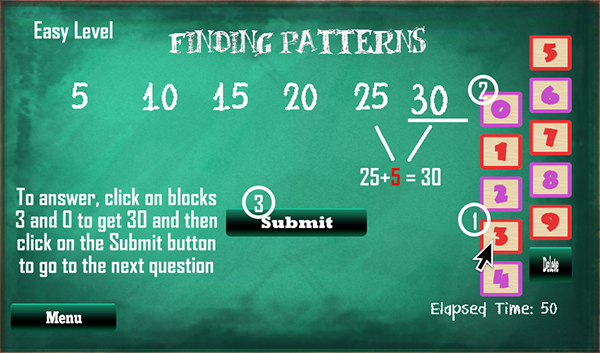 Easy Level
FINDING PATTERNS
5 10 15 20 25 30
25+5 = 30
To answer, click on blocks
3 and 0 to get 30 and then
click on the Submit button
to go to the next question
3
Submit
Menu
2
0
1
2
1
3
4
5
6
7
8
9
Delete
Elapsed Time: 50